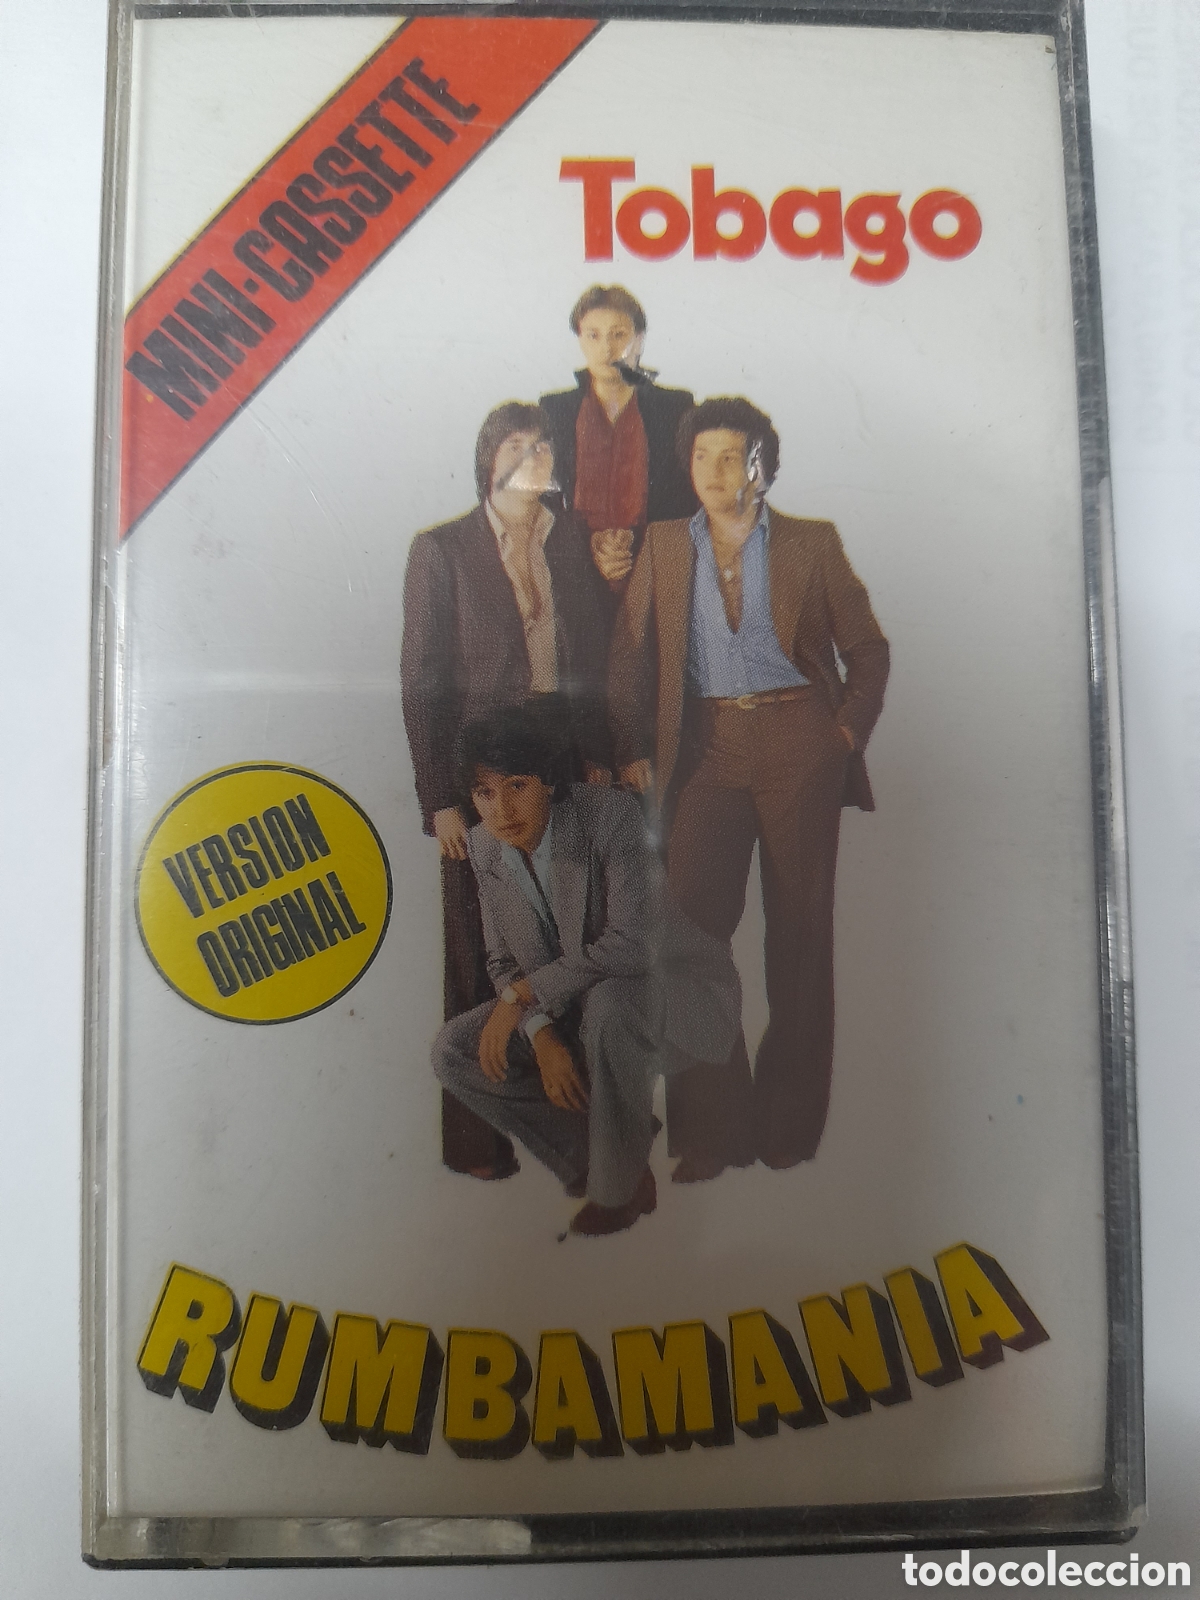 MINI-CASSETTE
Tobago
VERSION
ORIGINAL
RUMBAMANIA
todocoleccion